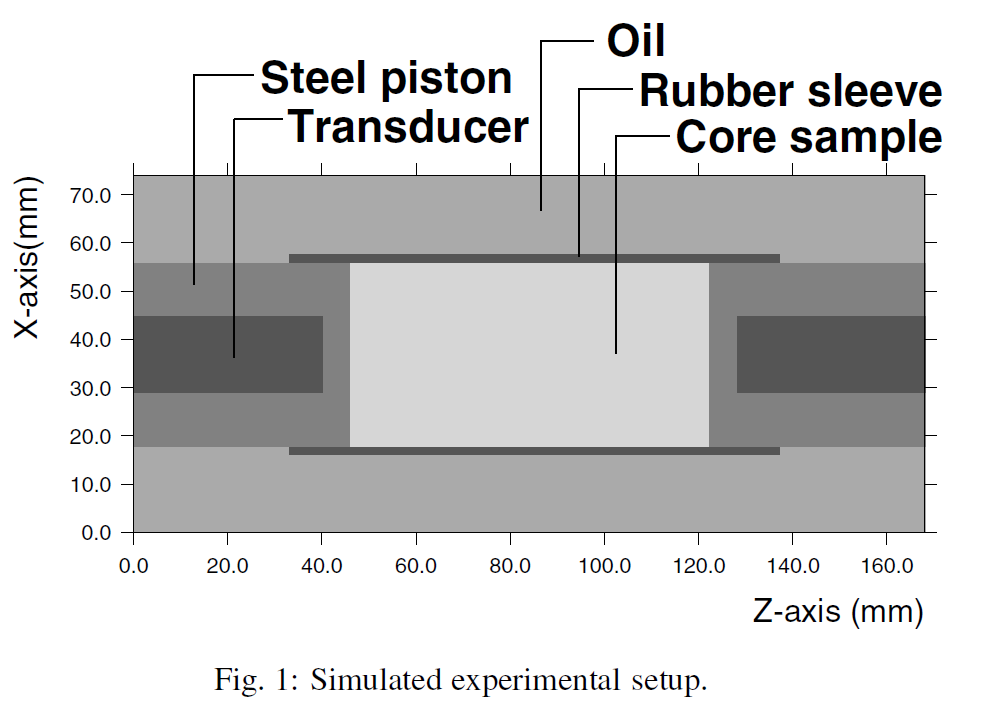 Oil
Steel piston
Rubber sleeve
Transducer
Core sample
X-axis(mm)
70.0
60.0
50.0
40.0
30.0
20.0
10.0
0.0
0.0 20.0 40.0 60.0 80.0 100.0 120.0 140.0 160.0
Z-axis (mm)
Fig. 1: Simulated experimental setup.